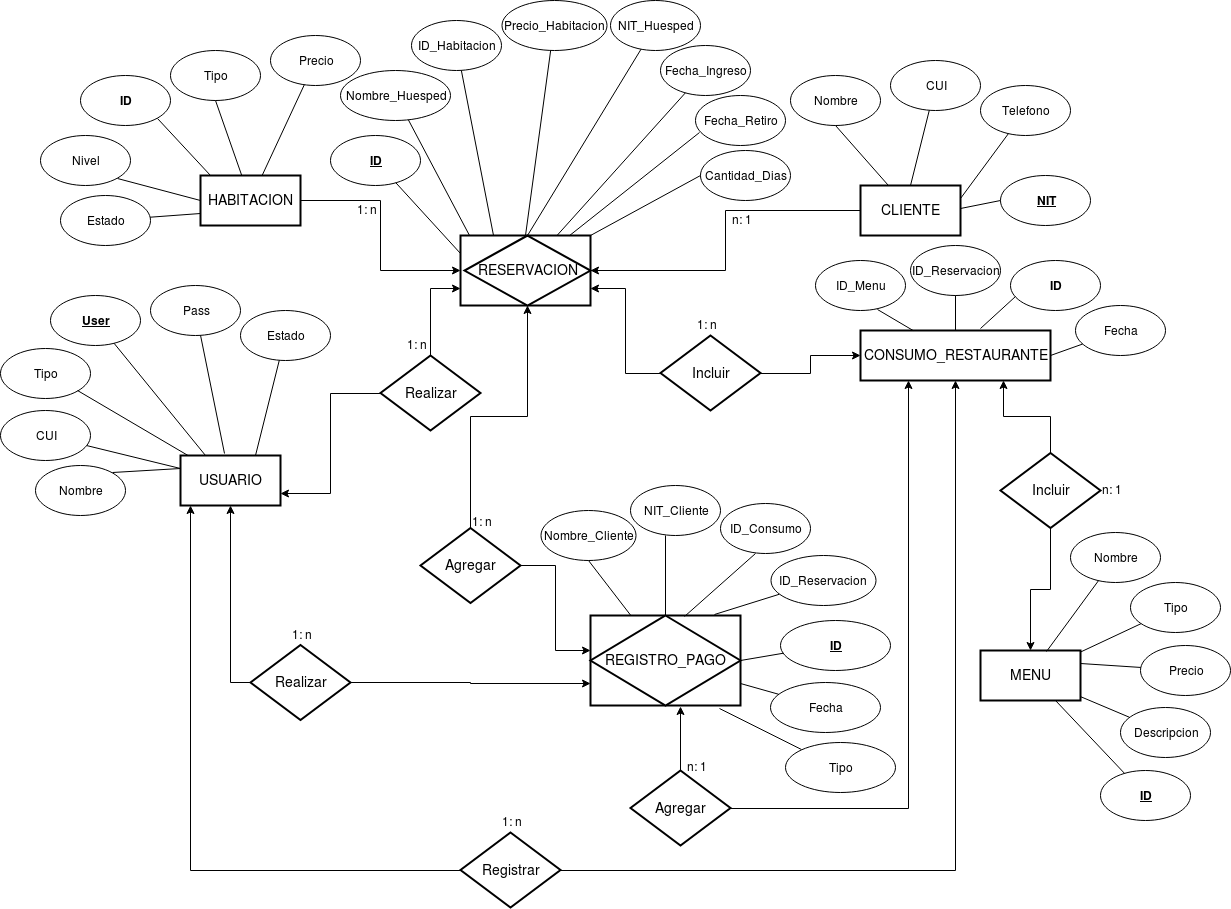 Precio_Habitacion
NIT_Huesped
ID_Habitacion
Precio
Tipo
Fecha_Ingreso
Nombre_Huesped
ID
Fecha_Retiro
Nombre
CUI
Telefono
Nivel
ID
Cantidad_Dias
Estado
HABITACION
1: n
CLIENTE
NIT
n: 1
RESERVACION
ID_Menu
ID_Reservacion
ID
Fecha
User
Pass
Estado
1: n
1: n
CONSUMO_RESTAURANTE
Tipo
Realizar
Incluir
CUI
Nombre
USUARIO
Incluir
n: 1
1: n
Nombre_Cliente
NIT_Cliente
ID_Consumo
Agregar
ID_Reservacion
Nombre
Tipo
1: n
REGISTRO_PAGO
ID
Realizar
MENU
Precio
Fecha
Descripcion
n: 1
Tipo
ID
Agregar
1: n
Registrar